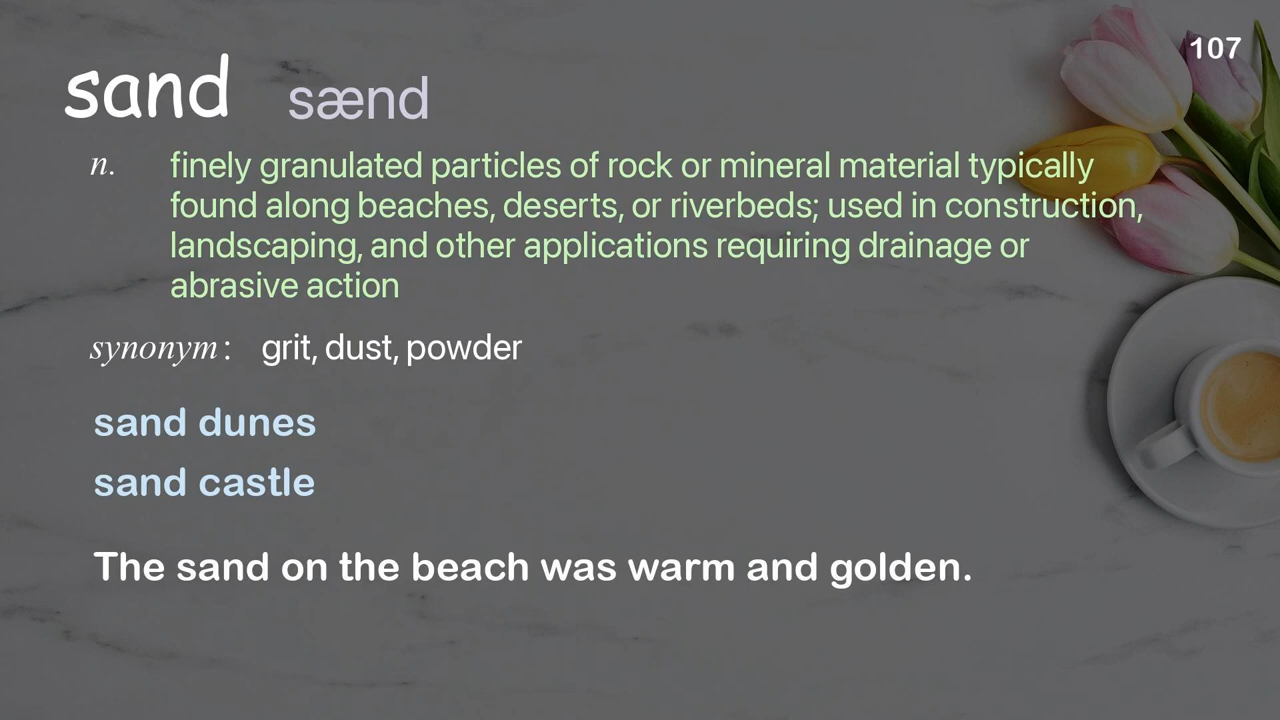 107
sand sænd
n. finely granulated particles of rock or mineral material typically
found along beaches, deserts, or riverbeds; used in construction,
landscaping, and other applications requiring drainage or
abrasive action
synonym: grit, dust, powder
sand dunes
sand castle
The sand on the beach was warm and golden.